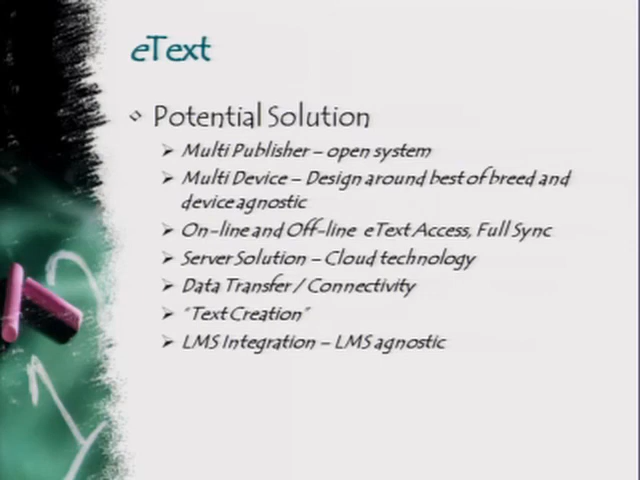 eText
Potential Solution
Multi Publisher – open system
Multi Device – Design around best of breed and
device agnostic
On-line and Off-line eText Access, Full Sync
Server Solution – Cloud technology
Data Transfer / Connectivity
"Text Creation"
LMS Integration – LMS agnostic